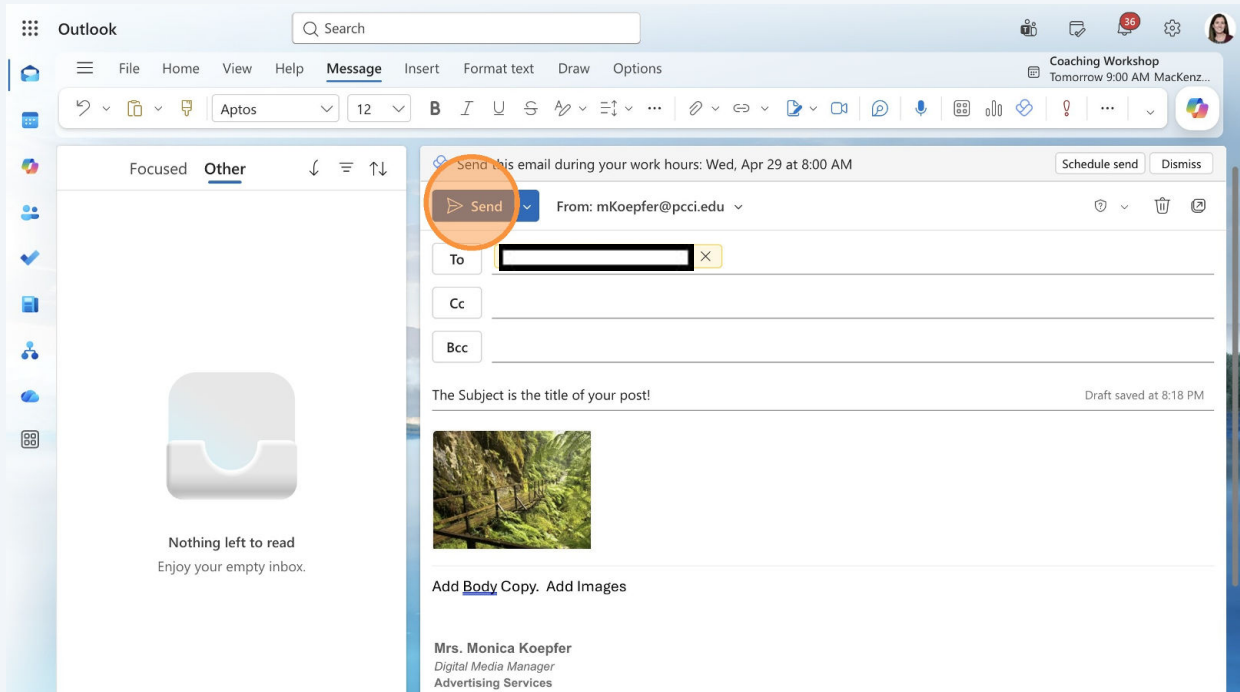 Outlook
Search
36
File Home View Help Message Insert Format text Draw Options
Coaching Workshop
Tomorrow 9:00 AM MacKenz...
Aptos 12 B I U S
Focused Other
Send this email during your work hours: Wed, Apr 29 at 8:00 AM Schedule send Dismiss
Send From: mKoepfer@pcci.edu
To
Cc
Bcc
The Subject is the title of your post! Draft saved at 8:18 PM
Nothing left to read
Enjoy your empty inbox.
Add Body Copy. Add Images
Mrs. Monica Koepfer
Digital Media Manager
Advertising Services